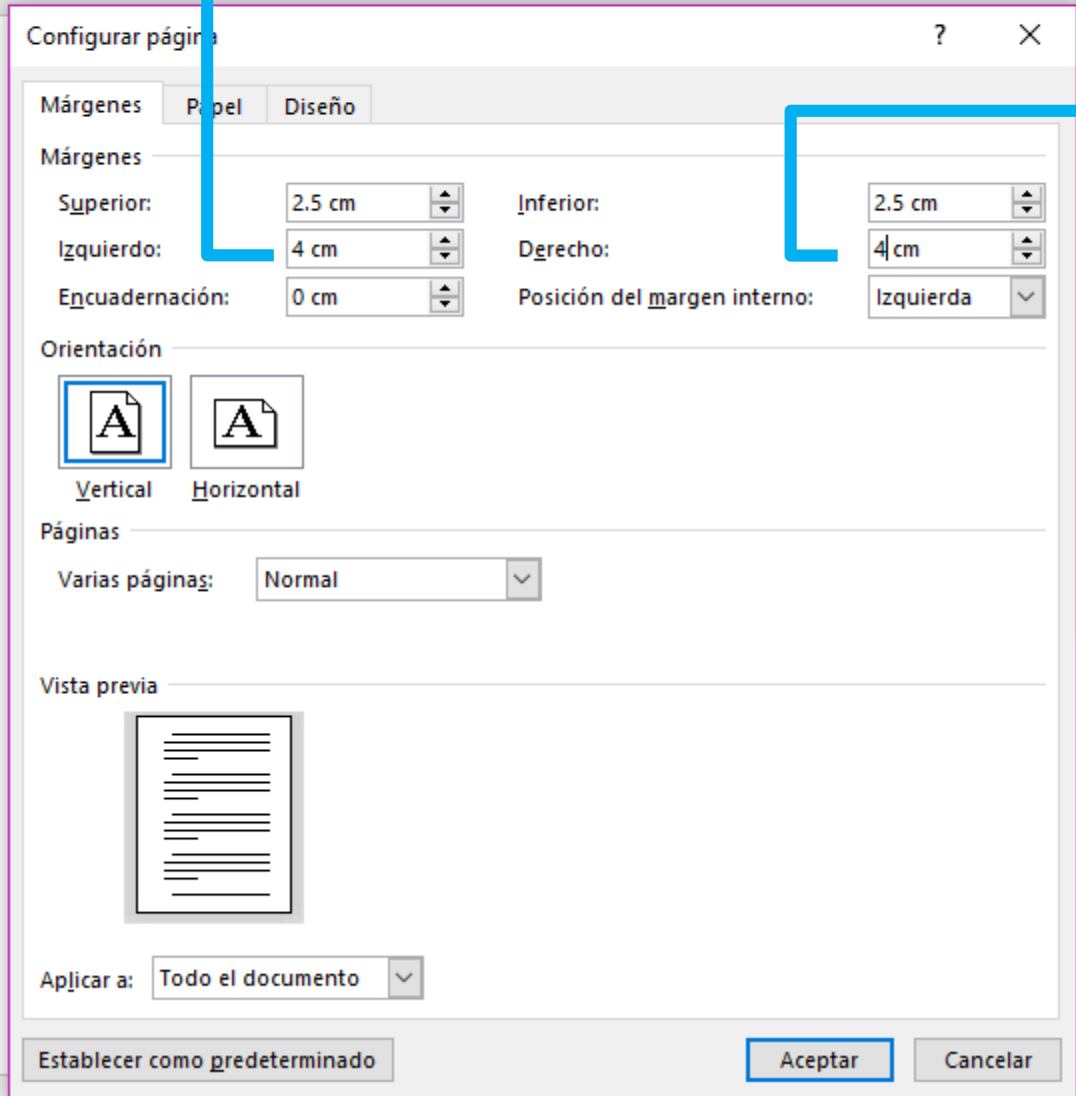 Configurar página
?
Márgenes Papel Diseño
Márgenes
Superior: 2.5 cm Inferior: 2.5 cm
Izquierdo: 4 cm Derecho: 4 cm
Encuadernación: 0 cm Posición del margen interno: Izquierda
Orientación
A A
Vertical Horizontal
Páginas
Varias páginas: Normal
Vista previa
Aplicar a: Todo el documento
Establecer como predeterminado Aceptar Cancelar